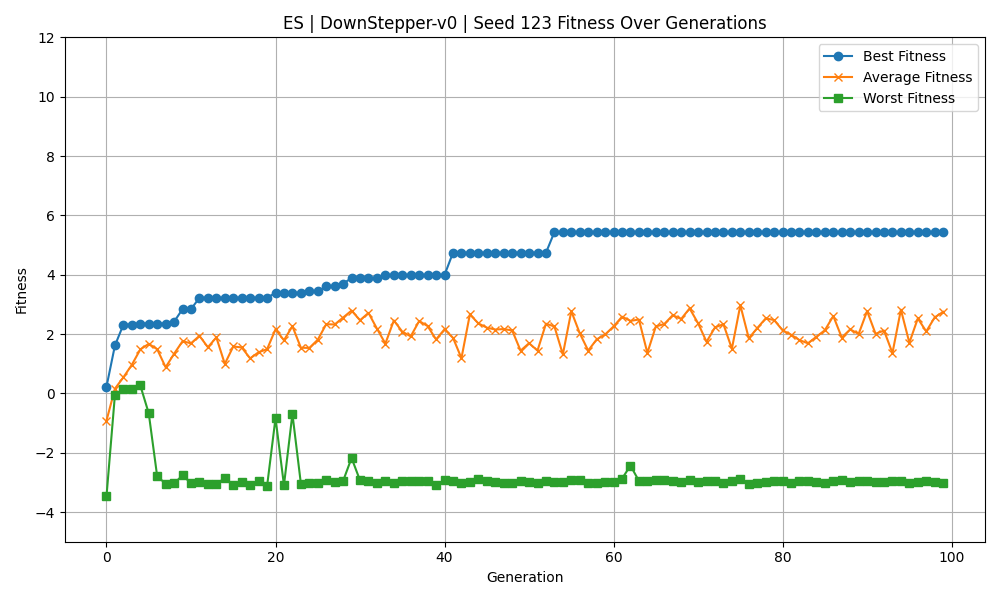 ES | DownStepper-v0 | Seed 123 Fitness Over Generations
Best Fitness
Average Fitness
Worst Fitness
Fitness
12
10
8
6
4
2
0
−2
−4
0 20 40 60 80 100
Generation